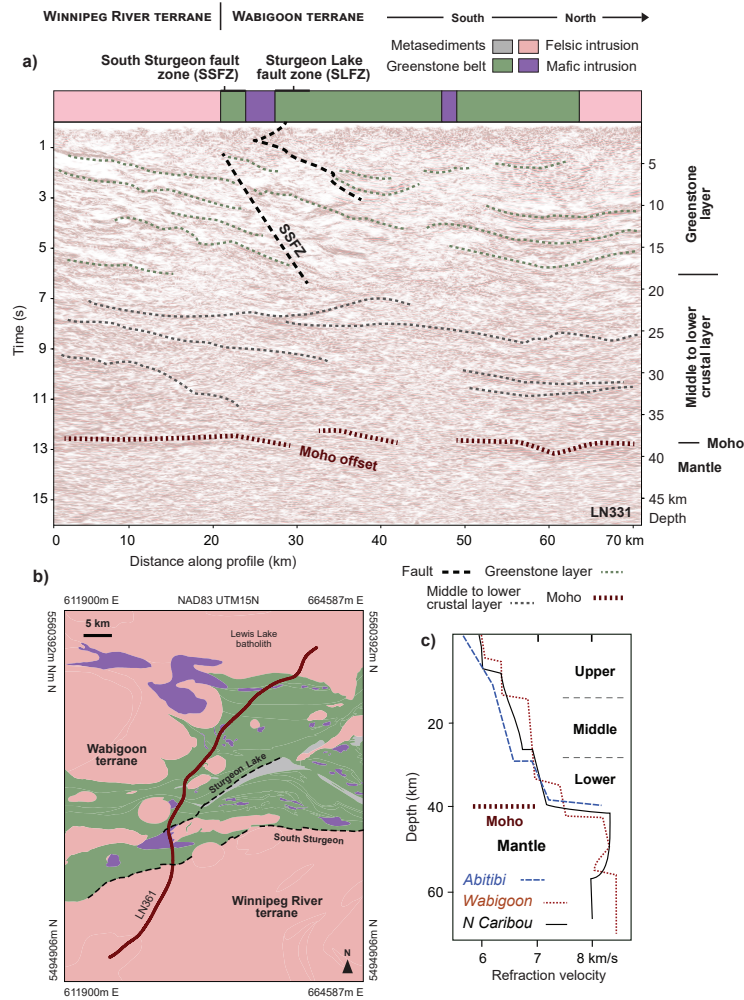 WINNIPEG RIVER TERRANE
WABIGOON TERRANE
South
North
South Sturgeon fault
zone (SSFZ)
Sturgeon Lake
fault zone (SLFZ)
Metasediments
Felsic intrusion
Greenstone belt
Mafic intrusion
a)
1
3
5
7
9
11
13
15
Time (s)
SSFZ
Moho offset
LN331
5
10
15
20
25
30
35
40
45 km
Depth
Greenstone
layer
Middle to lower
crustal layer
Moho
Mantle
0
10
20
30
40
50
60
70 km
Distance along profile (km)
Fault
Greenstone layer
Middle to lower
crustal layer
Moho
b)
611900m E
NAD83 UTM15N
664587m E
5560392m N
5560392m N
5 km
Lewis Lake
batholith
Wabigoon
terrane
Sturgeon Lake
South Sturgeon
LN361
Winnipeg River
terrane
N
5494906m N
5494906m N
611900m E
664587m E
c)
Upper
Middle
Lower
Moho
Mantle
20
40
60
Depth (km)
Abitibi
Wabigoon
N Caribou
6
7
8 km/s
Refraction velocity